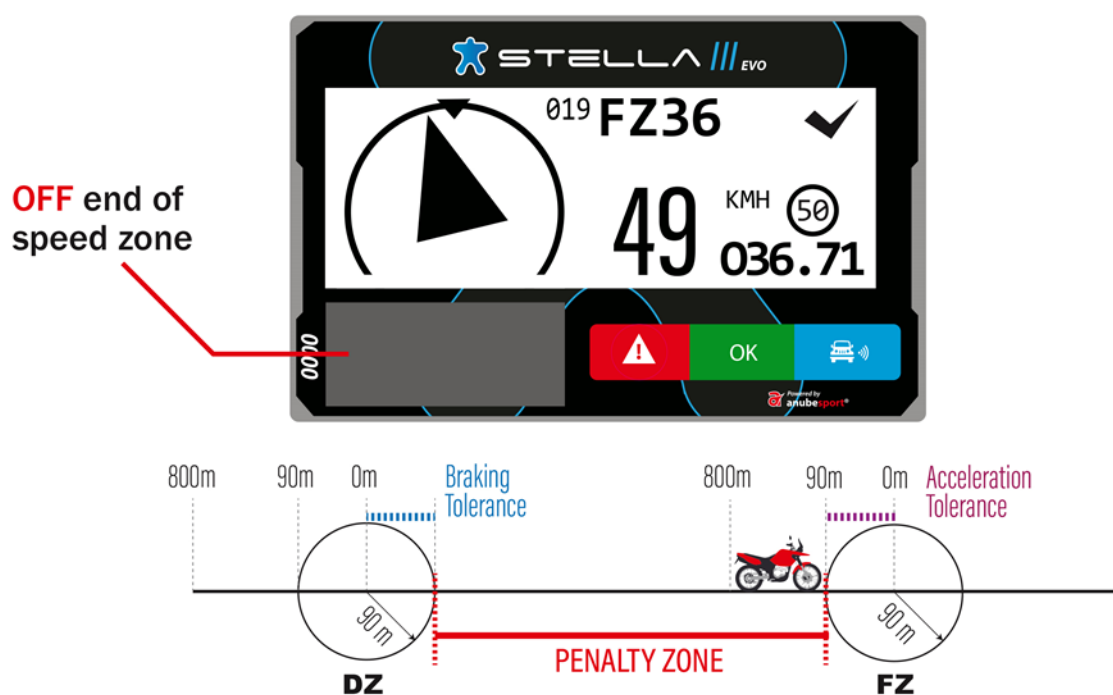 STELLA III EVO
019 FZ36
49 KMH 50
036.71
OFF end of
speed zone
0000
OK
Powered by
anubesport®
800m 90m 0m Braking
Tolerance
800m 90m 0m Acceleration
Tolerance
90 m
90 m
PENALTY ZONE
DZ
FZ